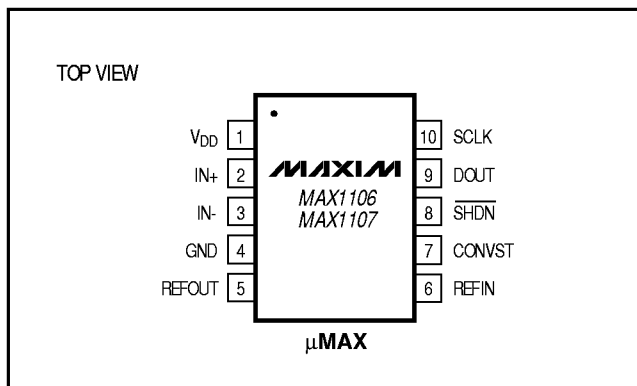 TOP VIEW
V_DD 1
IN+ 2
IN- 3
GND 4
REFOUT 5
MAXIM
MAX1106
MAX1107
10 SCLK
9 DOUT
8 S̅H̅D̅N̅
7 CONVST
6 REFIN
µMAX